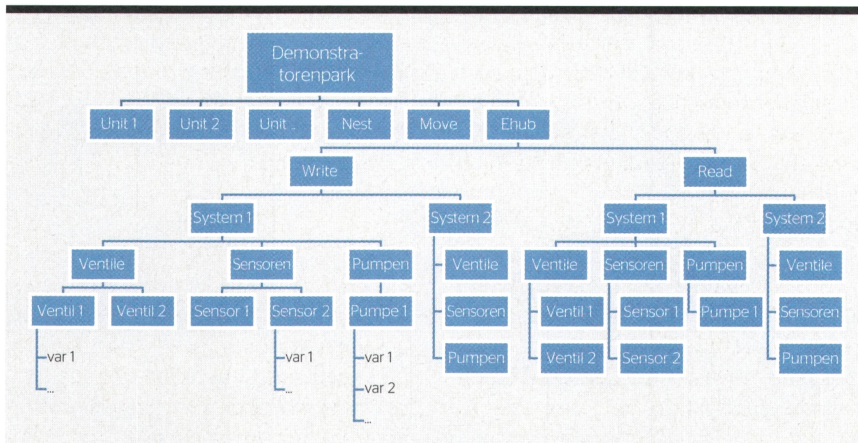 Demonstra-
torenpark
Unit 1 Unit 2 Unit .. Nest Move Ehub
Write Read
System 1 System 2 System 1 System 2
Ventile Sensoren Pumpen Ventile Ventile Sensoren Pumpen Ventile
Ventil 1 Ventil 2 Sensor 1 Sensor 2 Pumpe 1 Sensoren Ventil 1 Sensor 1 Pumpe 1 Sensoren
var 1 var 1 var 1 Pumpen Ventil 2 Sensor 2 Pumpen
... ... var 2
...